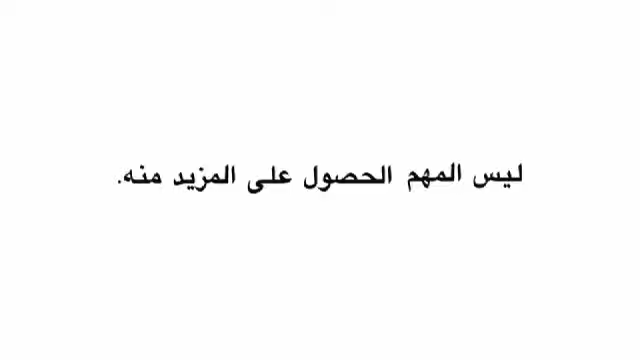 ليس المهم الحصول على المزيد منه.